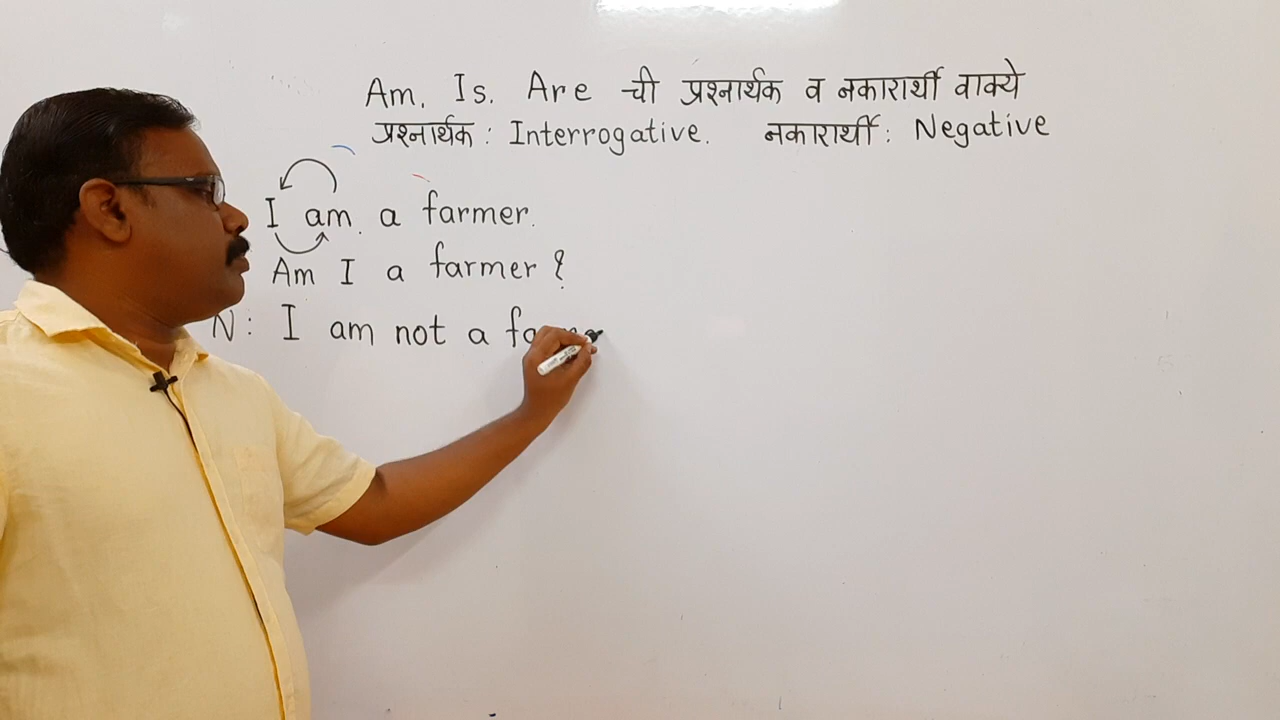 Am. Is. Are ची प्रश्नार्थक व नकारार्थी वाक्ये
प्रश्नार्थक : Interrogative. नकारार्थी : Negative
I am a farmer.
Am I a farmer ?
N : I am not a